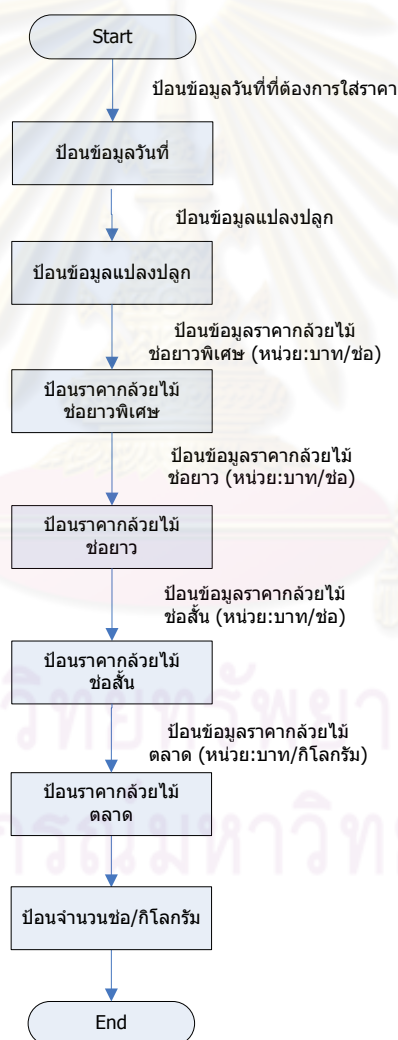 Start
ป้อนข้อมูลวันที่ที่ต้องการใส่ราคา
ป้อนข้อมูลวันที่
ป้อนข้อมูลแปลงปลูก
ป้อนข้อมูลแปลงปลูก
ป้อนข้อมูลราคากล้วยไม้
ช่อยาวพิเศษ (หน่วย:บาท/ช่อ)
ป้อนราคากล้วยไม้
ช่อยาวพิเศษ
ป้อนข้อมูลราคากล้วยไม้
ช่อยาว (หน่วย:บาท/ช่อ)
ป้อนราคากล้วยไม้
ช่อยาว
ป้อนข้อมูลราคากล้วยไม้
ช่อสั้น (หน่วย:บาท/ช่อ)
ป้อนราคากล้วยไม้
ช่อสั้น
ป้อนข้อมูลราคากล้วยไม้
ตลาด (หน่วย:บาท/กิโลกรัม)
ป้อนราคากล้วยไม้
ตลาด
ป้อนจำนวนช่อ/กิโลกรัม
End